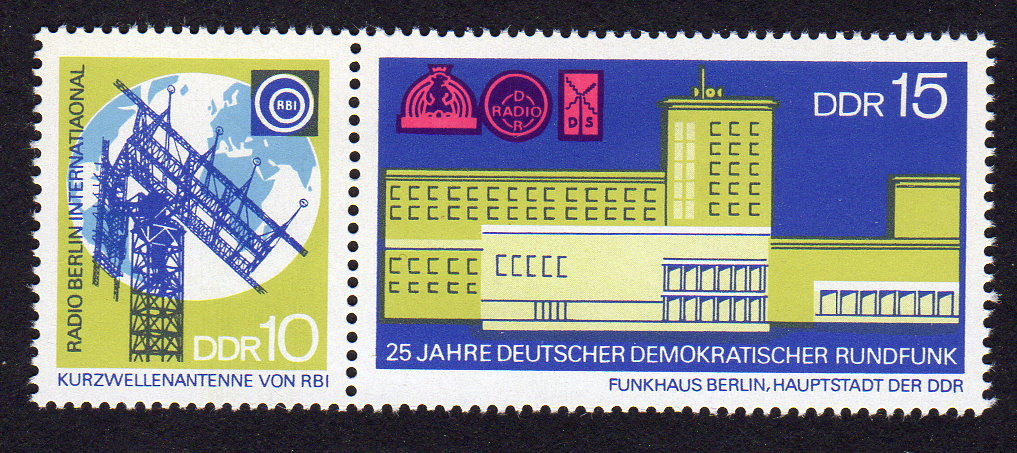 RADIO BERLIN INTERNATIAONAL
RBI
DDR 10
KURZWELLENANTENNE VON RBI
D
RADIO
R
DS
DDR 15
25 JAHRE DEUTSCHER DEMOKRATISCHER RUNDFUNK
FUNKHAUS BERLIN, HAUPTSTADT DER DDR